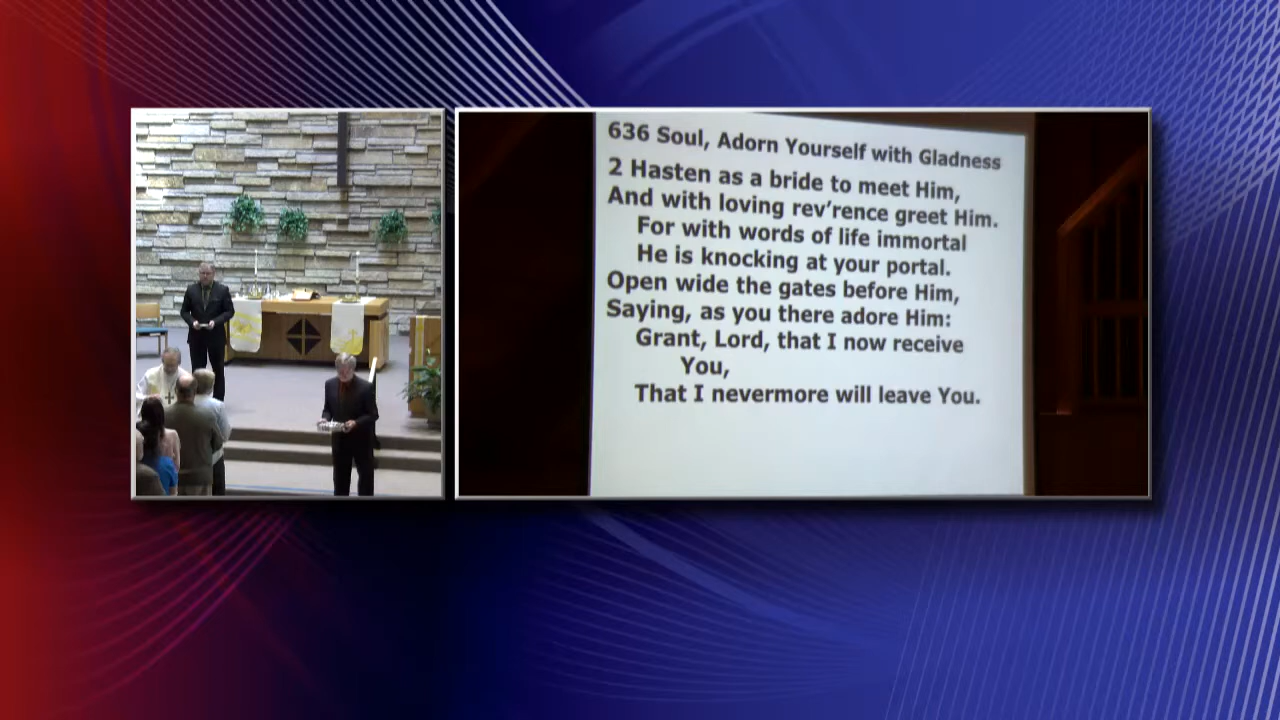 636 Soul, Adorn Yourself with Gladness
2 Hasten as a bride to meet Him,
And with loving rev'rence greet Him.
For with words of life immortal
He is knocking at your portal.
Open wide the gates before Him,
Saying, as you there adore Him:
Grant, Lord, that I now receive
You,
That I nevermore will leave You.